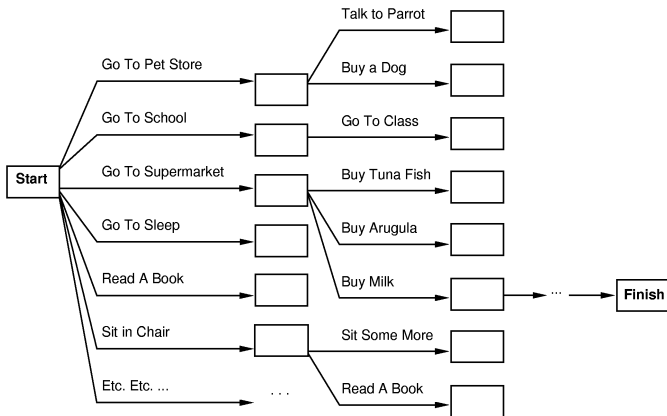 Talk to Parrot
Go To Pet Store
Buy a Dog
Go To School
Go To Class
Start
Go To Supermarket
Buy Tuna Fish
Go To Sleep
Buy Arugula
Read A Book
Buy Milk
...
Finish
Sit in Chair
Sit Some More
Etc. Etc. ...
. . .
Read A Book